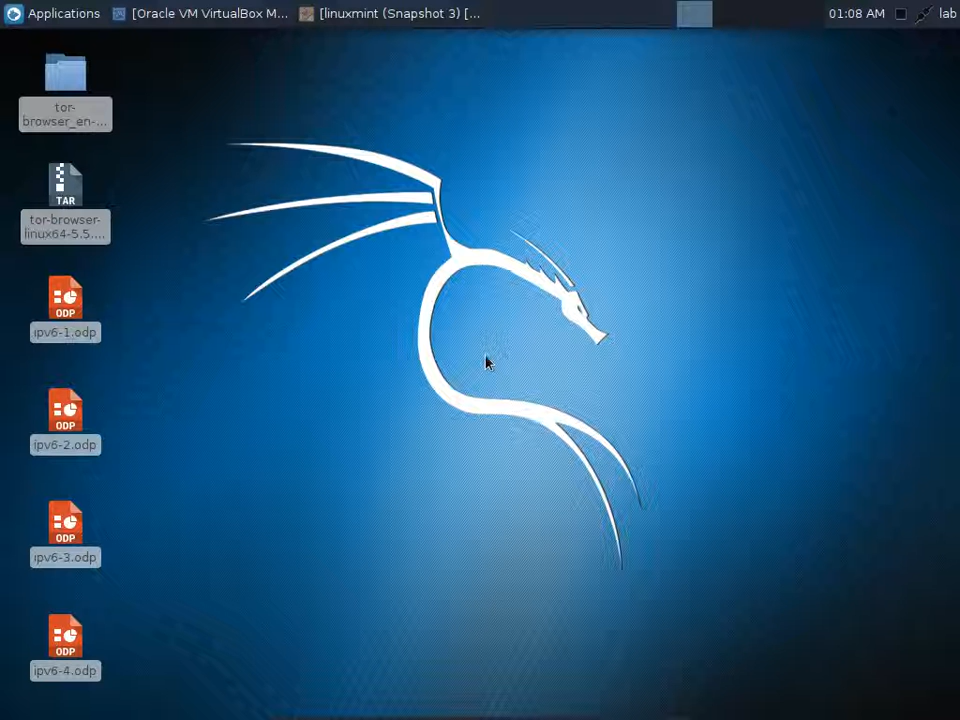 Applications
[Oracle VM VirtualBox M...
[linuxmint (Snapshot 3) [...
01:08 AM
lab
tor-
browser_en-...
TAR
tor-browser-
linux64-5.5....
ODP
ipv6-1.odp
ODP
ipv6-2.odp
ODP
ipv6-3.odp
ODP
ipv6-4.odp